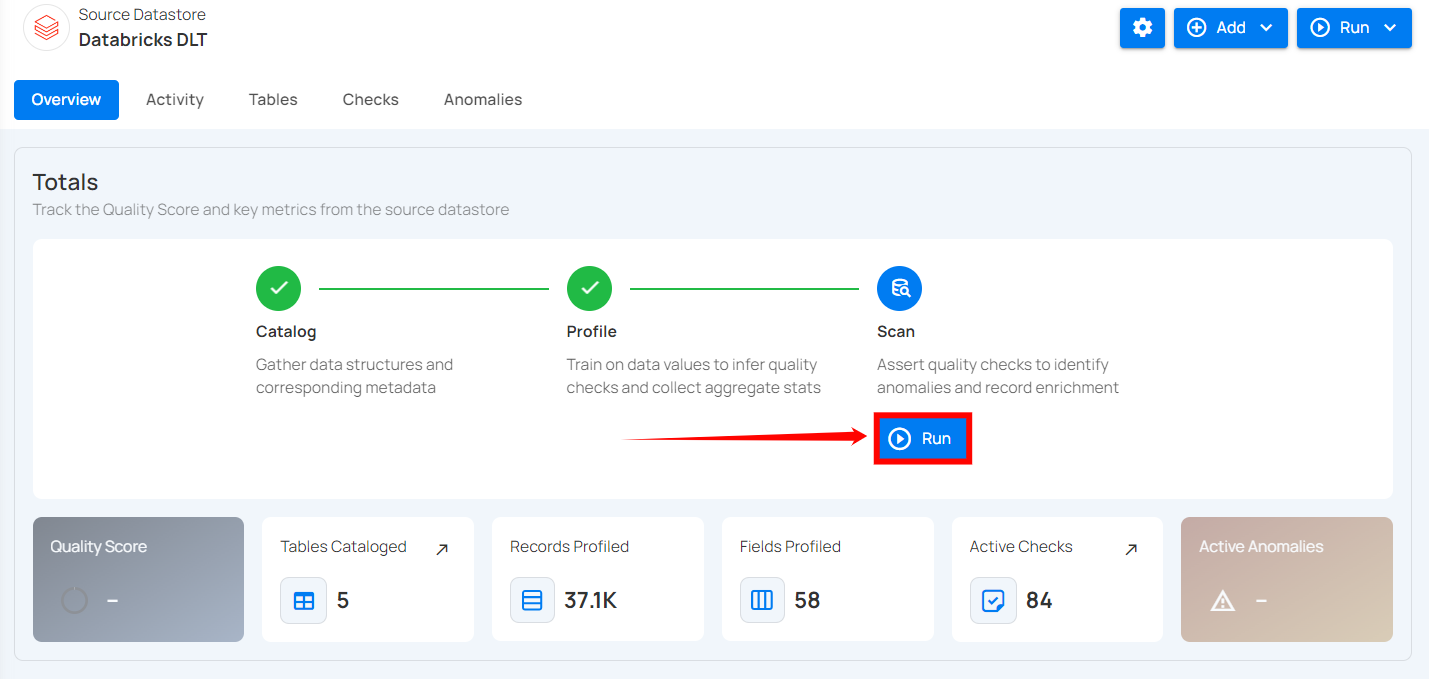 Source Datastore
Databricks DLT
Add
Run
Overview
Activity
Tables
Checks
Anomalies
Totals
Track the Quality Score and key metrics from the source datastore
Catalog
Gather data structures and
corresponding metadata
Profile
Train on data values to infer quality
checks and collect aggregate stats
Scan
Assert quality checks to identify
anomalies and record enrichment
Run
Quality Score
–
Tables Cataloged
5
Records Profiled
37.1K
Fields Profiled
58
Active Checks
84
Active Anomalies
–